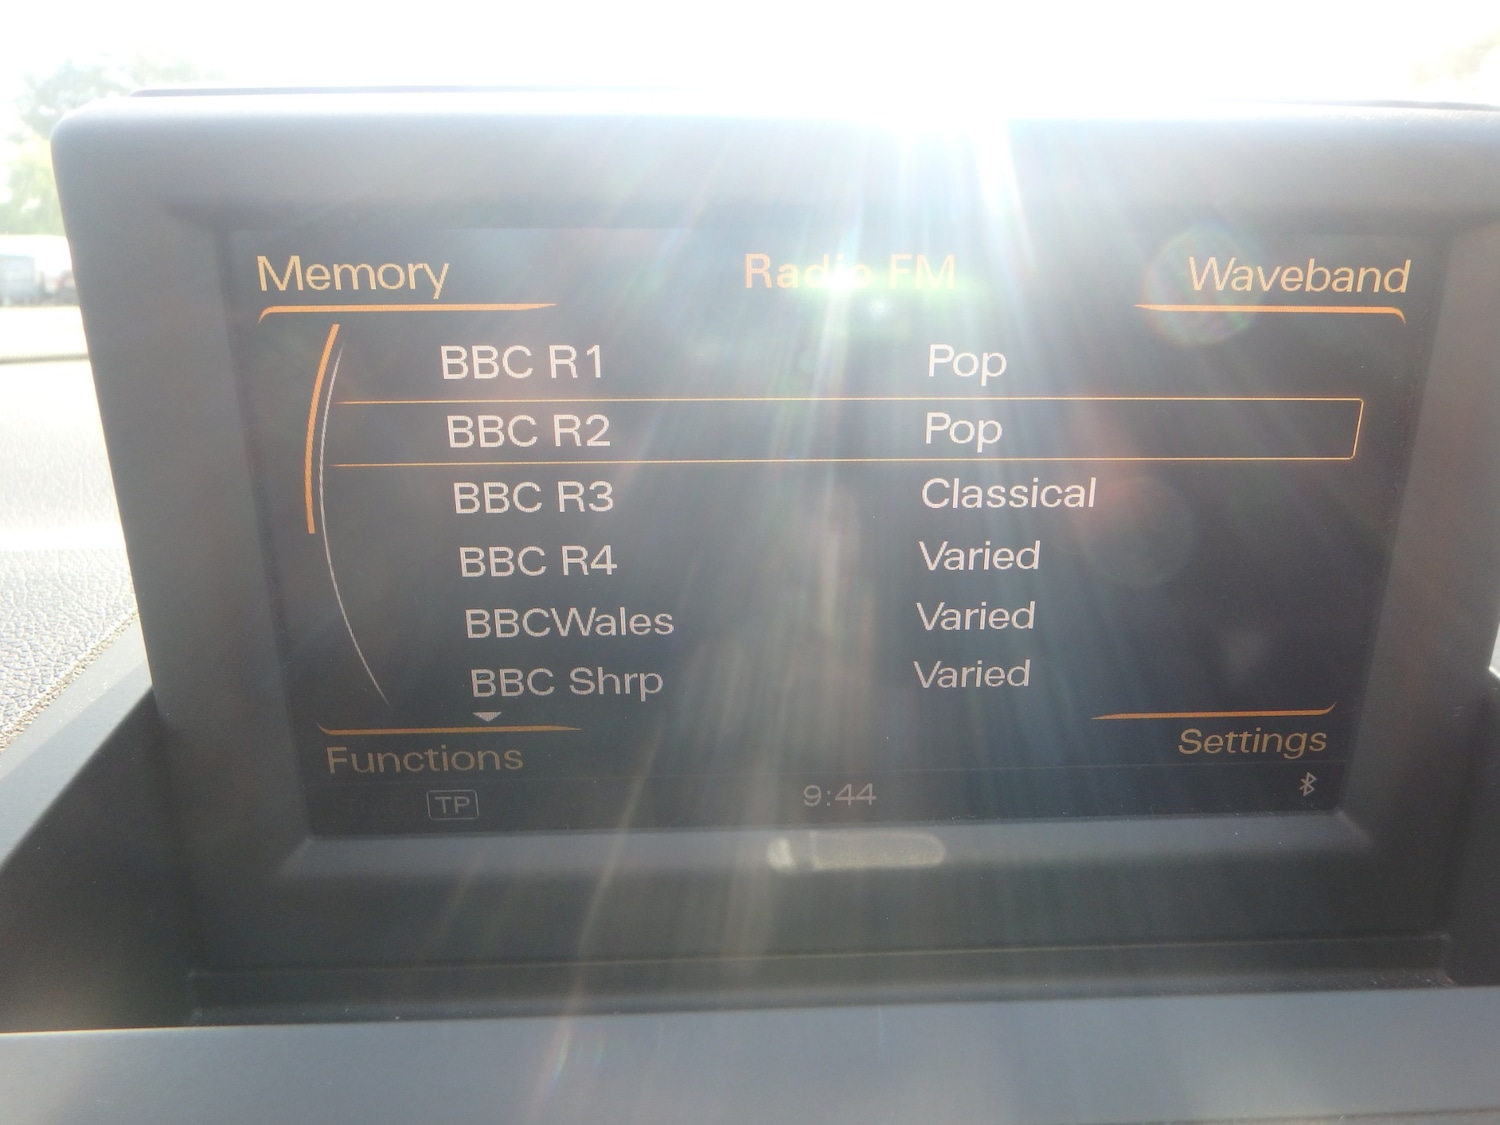 Memory Radio FM Waveband
BBC R1 Pop
BBC R2 Pop
BBC R3 Classical
BBC R4 Varied
BBCWales Varied
BBC Shrp Varied
Functions Settings
TP 9:44